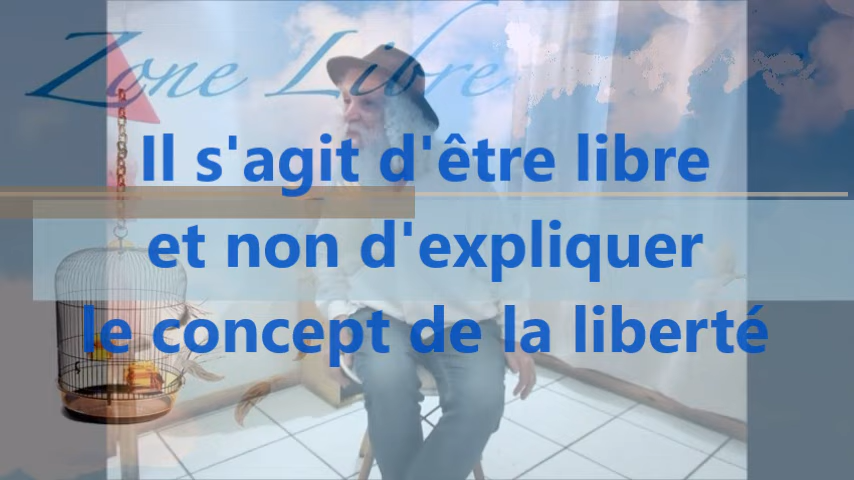 Zone Libre
Il s'agit d'être libre
et non d'expliquer
le concept de la liberté